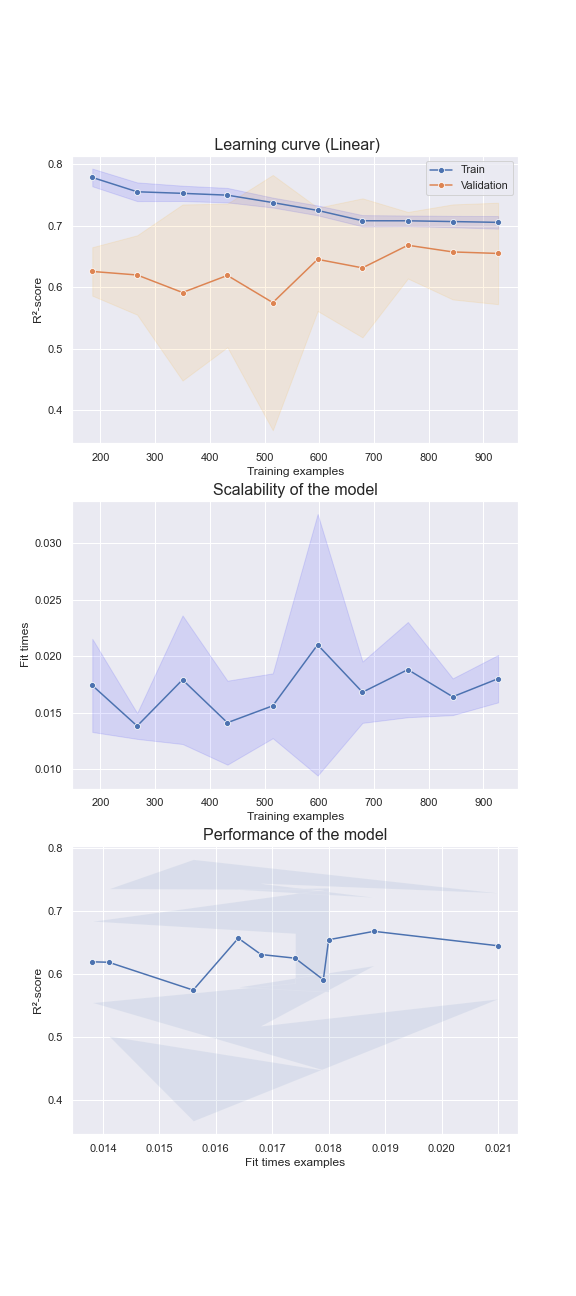 Learning curve (Linear)
0.8
0.7
0.6
0.5
0.4
R²-score
Train
Validation
200 300 400 500 600 700 800 900
Training examples
Scalability of the model
0.030
0.025
0.020
0.015
0.010
Fit times
200 300 400 500 600 700 800 900
Training examples
Performance of the model
0.8
0.7
0.6
0.5
0.4
R²-score
0.014 0.015 0.016 0.017 0.018 0.019 0.020 0.021
Fit times examples